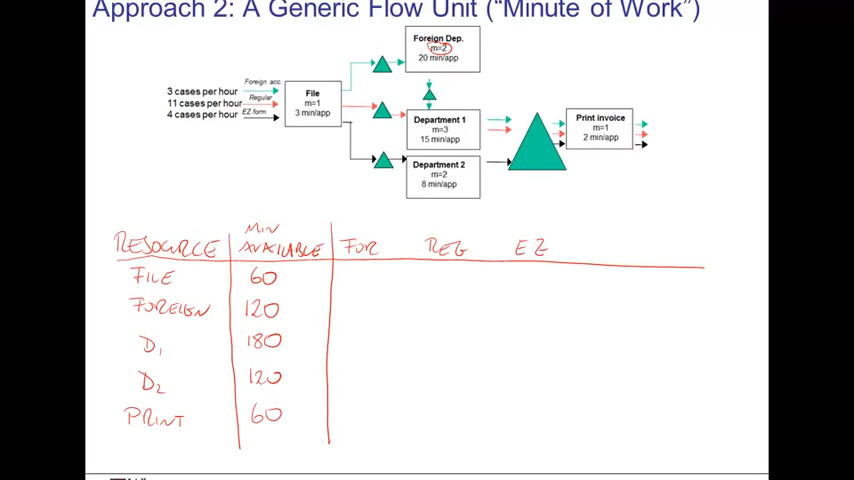 Approach 2: A Generic Flow Unit ("Minute of Work")
Foreign Dep.
m=2
20 min/app
3 cases per hour
Foreign acc.
11 cases per hour
Regular
4 cases per hour
EZ form
File
m=1
3 min/app
Department 1
m=3
15 min/app
Department 2
m=2
8 min/app
Print invoice
m=1
2 min/app
RESOURCE MIN AVAILABLE FOR REG EZ
FILE 60
FOREIGN 120
D1 180
D2 120
PRINT 60